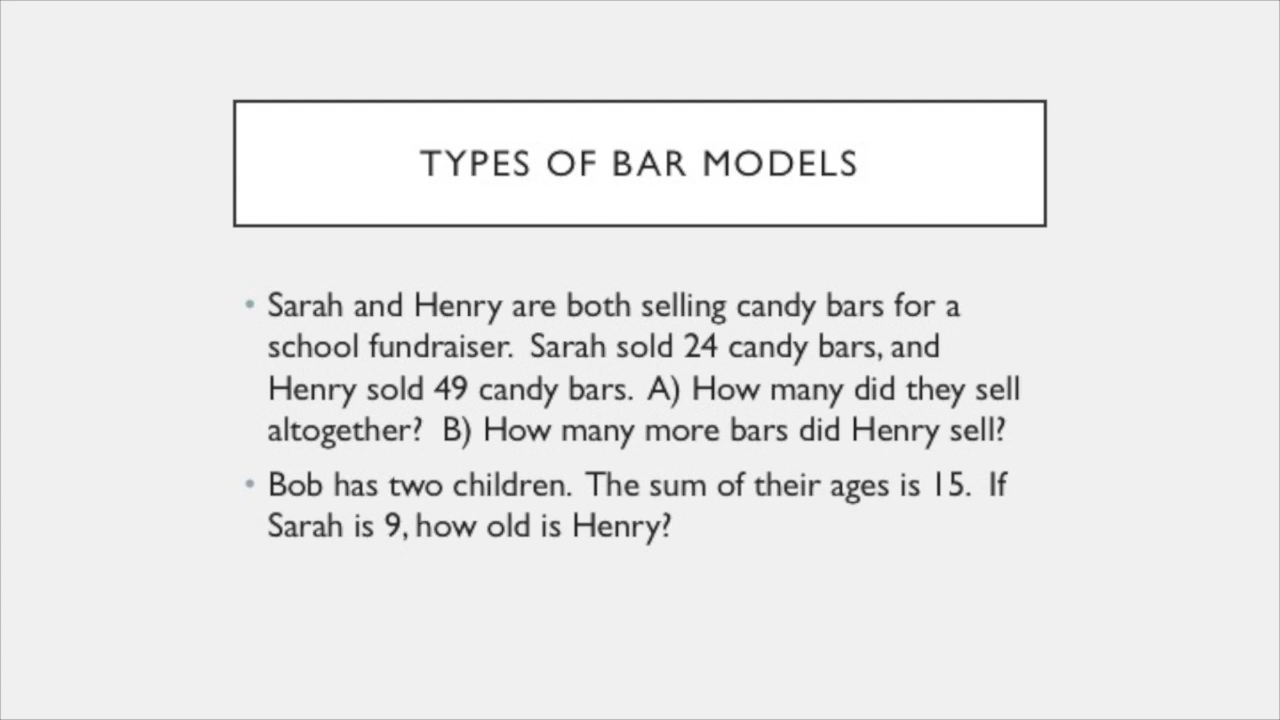 TYPES OF BAR MODELS
• Sarah and Henry are both selling candy bars for a
school fundraiser.  Sarah sold 24 candy bars, and
Henry sold 49 candy bars.  A) How many did they sell
altogether?  B) How many more bars did Henry sell?
• Bob has two children.  The sum of their ages is 15.  If
Sarah is 9, how old is Henry?